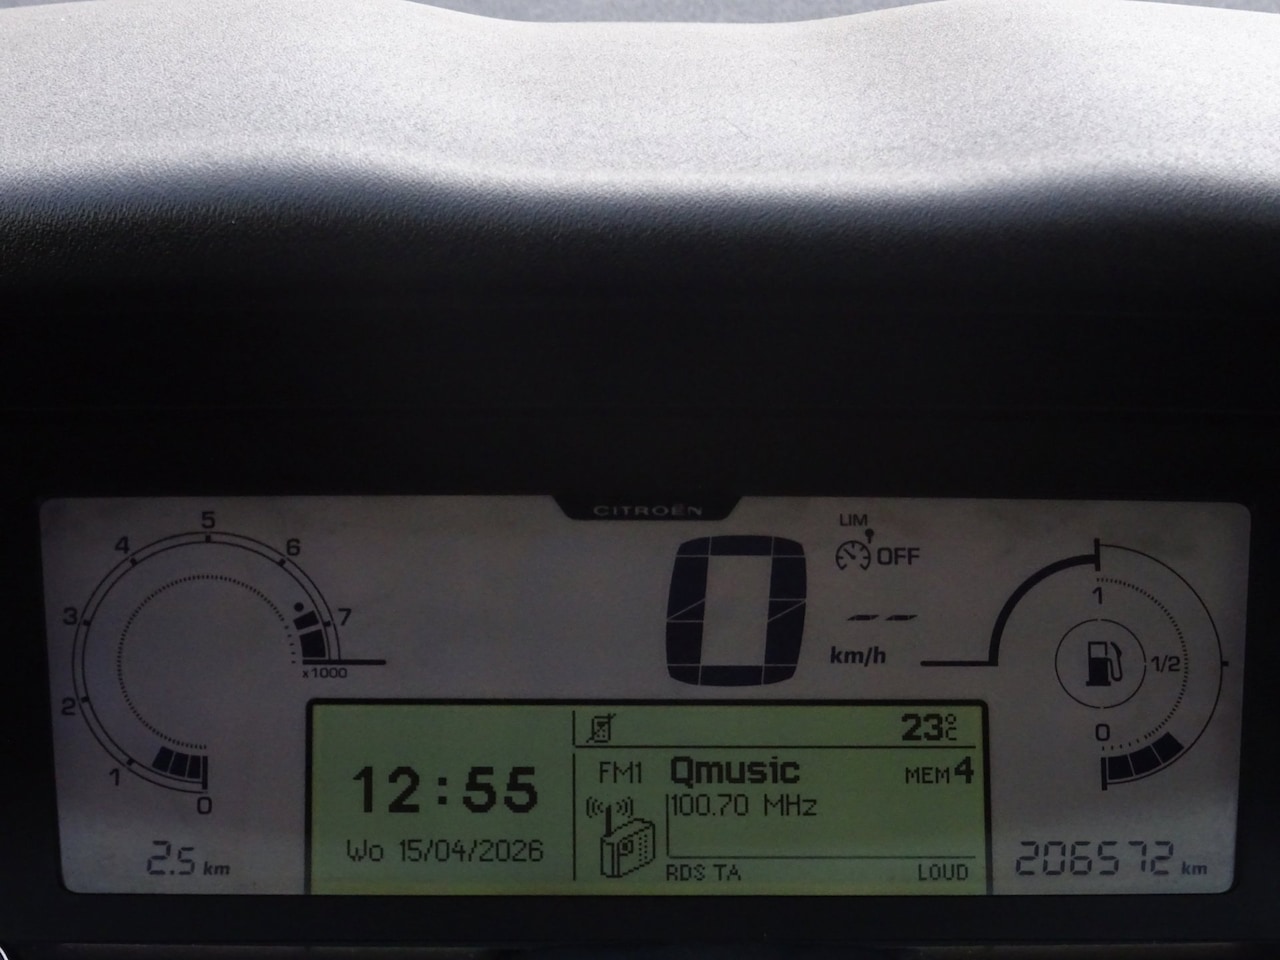 CITROËN
5
4
6
3
7
x1000
2
1
0
2.5 km
0
LIM
OFF
-- --
km/h
1
1/2
0
23°C
12:55
Wo 15/04/2026
FM1 Qmusic MEM4
100.70 MHz
RDS TA LOUD
206572 km